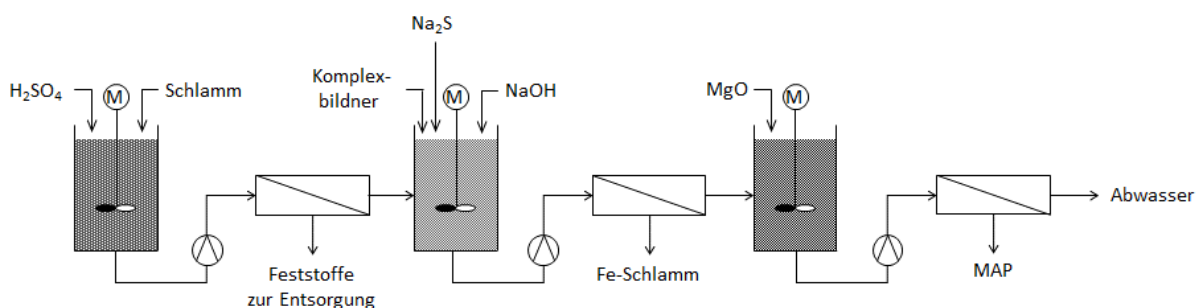 Na₂S
Komplex-
bildner
H₂SO₄
M
Schlamm
M
NaOH
MgO
M
Abwasser
Feststoffe
zur Entsorgung
Fe-Schlamm
MAP